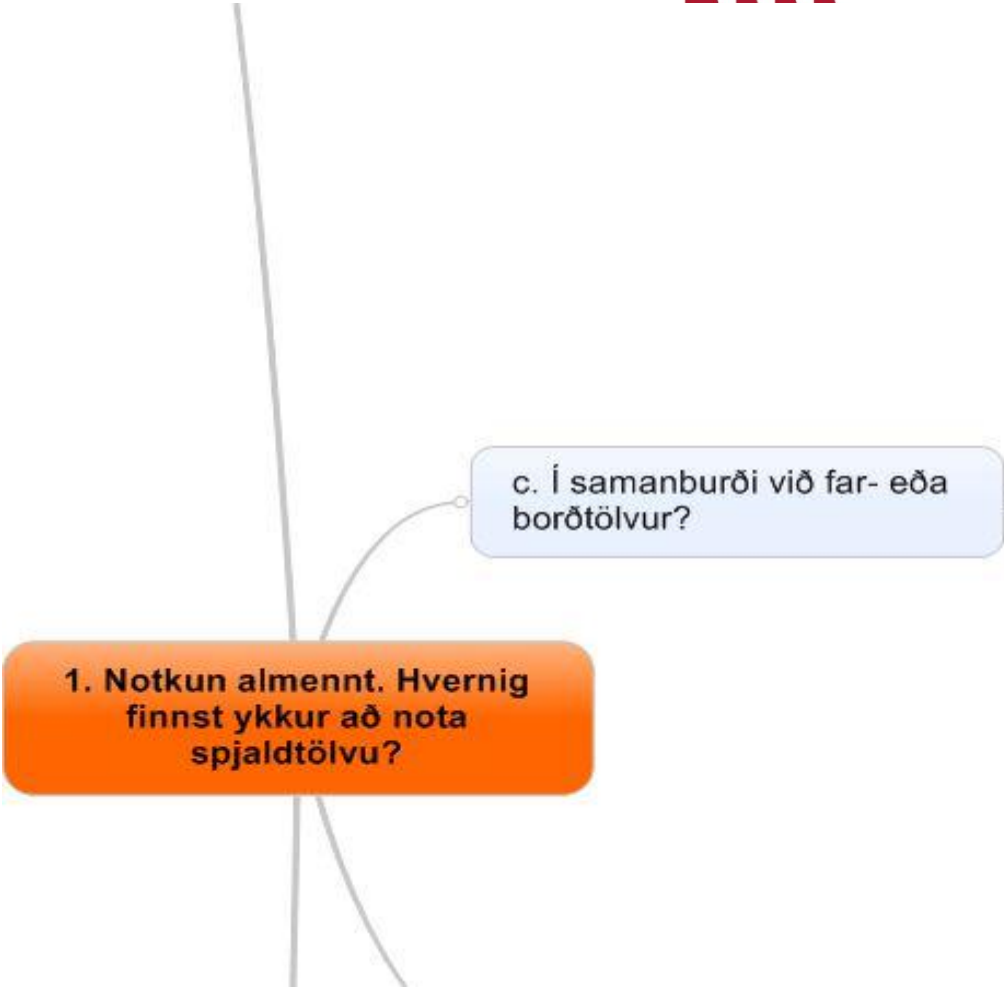 c. Í samanburði við far- eða
borðtölvur?
1. Notkun almennt. Hvernig
finnst ykkur að nota
spjaldtölvu?